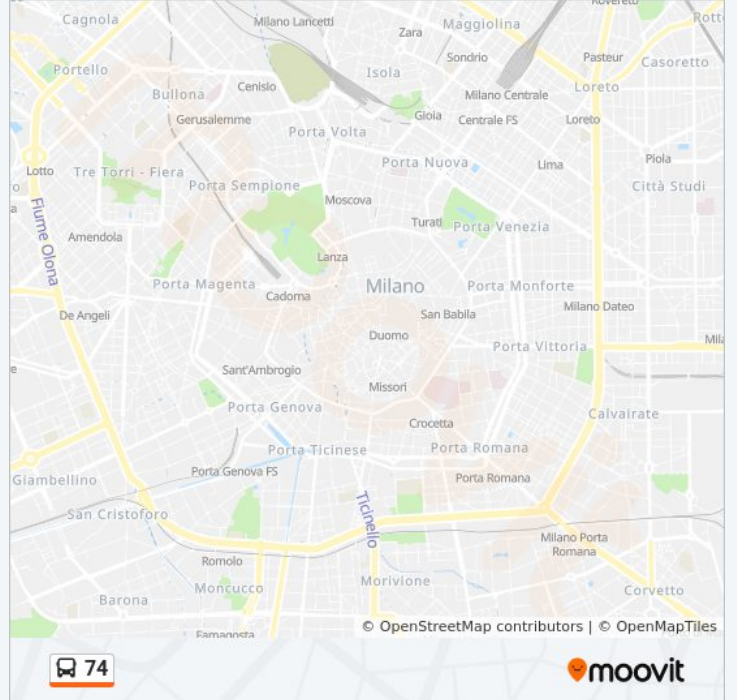 Rovereto
Cagnola
Milano Lancetti
Maggiolina
Zara
Sondrio
Pasteur
Casoretto
Portello
Isola
Bullona
Cenisio
Milano Centrale
Loreto
Gerusalemme
Gioia
Centrale FS
Loreto
Porta Volta
Lotto
Tre Torri - Fiera
Porta Nuova
Lima
Piola
Porta Sempione
Città Studi
Moscova
Fiume Olona
Turati
Porta Venezia
Amendola
Lanza
Porta Magenta
Milano
Porta Monforte
Cadorna
Milano Dateo
De Angeli
San Babila
Duomo
Porta Vittoria
Sant'Ambrogio
Missori
Porta Genova
Calvairate
Crocetta
Porta Ticinese
Porta Romana
Giambellino
Porta Genova FS
Porta Romana
San Cristoforo
Ticinello
Milano Porta
Romana
Romolo
Morivione
Moncucco
Corvetto
Barona
Famagosta
© OpenStreetMap contributors | © OpenMapTiles
74
moovit